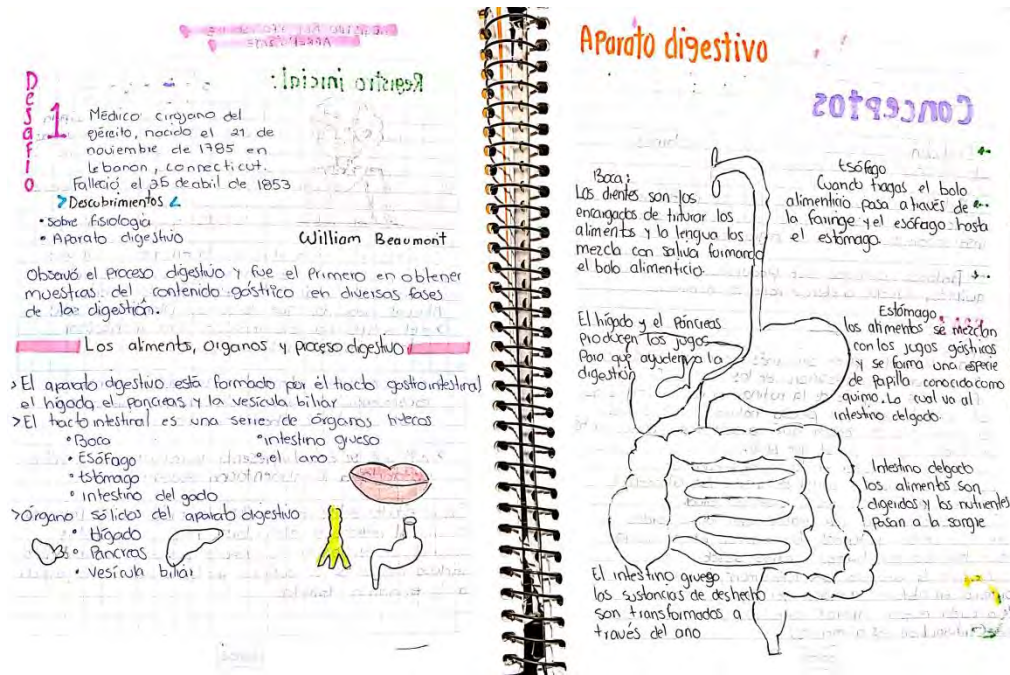 Desafío
1
Médico cirojano del
ejército, nacido el 21 de
noviembre de 1785 en
Lebanon, connecticut.
Falleció el 25 de abil de 1853
>Descubrimientos
• Sobre fisiología
• Aparato digestivo
William Beaumont
Observó el proceso digestivo y fue el primero en obtener
muestras del contenido gástrico en diversas fases
de la digestión.
Los aliments, organos y proceso digestivo
>El aparato digestivo está formado por el tracto gastrointestinal
el hígado el pancreas y la vesícula biliar
>El tracto intestinal es una serie de órganos huecos
• Boca
• Esófago
• Estómago
• intestino del gado
• intestino grueso
• el lano
>Órgano sólidos del aparato digestivo
• Hígado
• Páncreas
• vesícula biliar
Registro inicial:
Aparato digestivo
Conceptos
Boca:
Los dientes son los
encargados de triturar los
alimentos y la lengua los
mezcla con saliva formando
el bolo alimenticio.
Esófago
Cuando tragas el bolo
alimenticio pasa a través de
la faringe y el esófago hasta
el estómago.
El hígado y el Páncreas
producen los jugos
Para que ayuden a la
digestión
Estómago
los alimentos se mezclan
con los jugos gástricos
y se forma una especie
de Papilla conocido como
quimo. La cual va al
intestino delgado.
Intestino delgado
los alimentos son
digeridos y los nutrientes
Pasan a la sangre
El intestino grueso
las sustancias de deshecho
son transformados a
través del ano